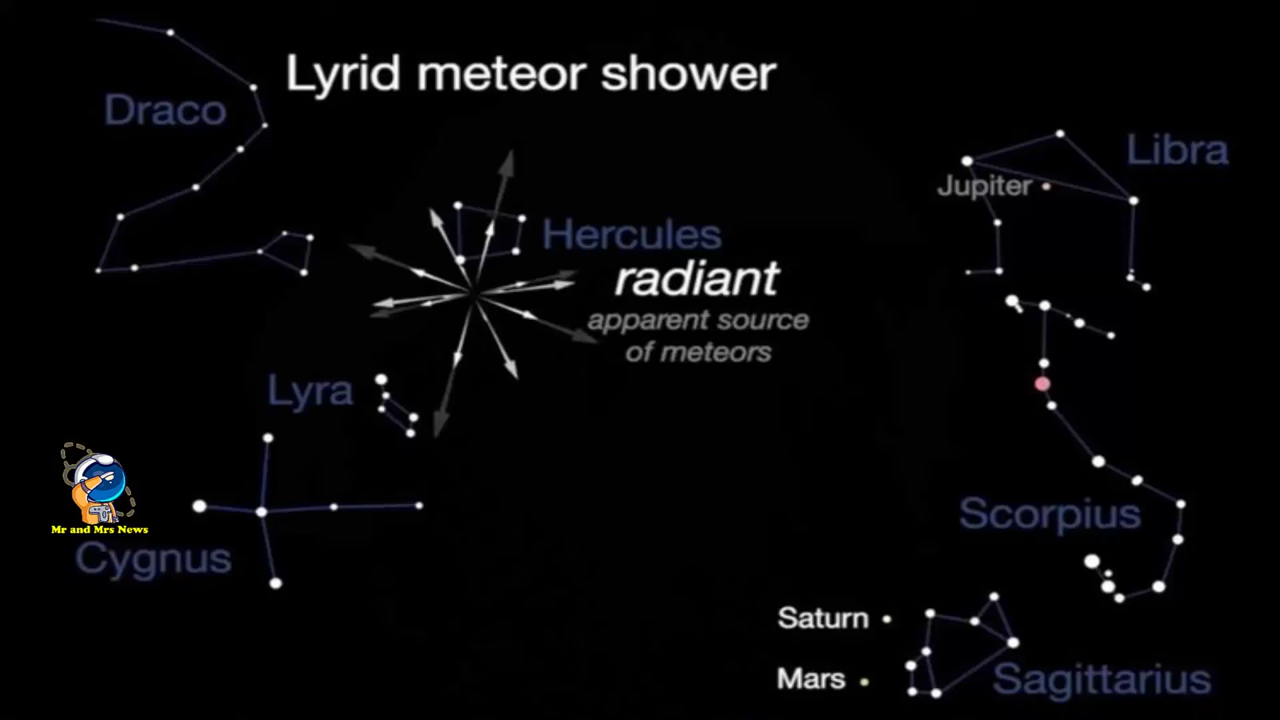 Lyrid meteor shower
Draco
Libra
Jupiter
Hercules
radiant
apparent source
of meteors
Lyra
Mr and Mrs News
Cygnus
Scorpius
Saturn
Mars
Sagittarius